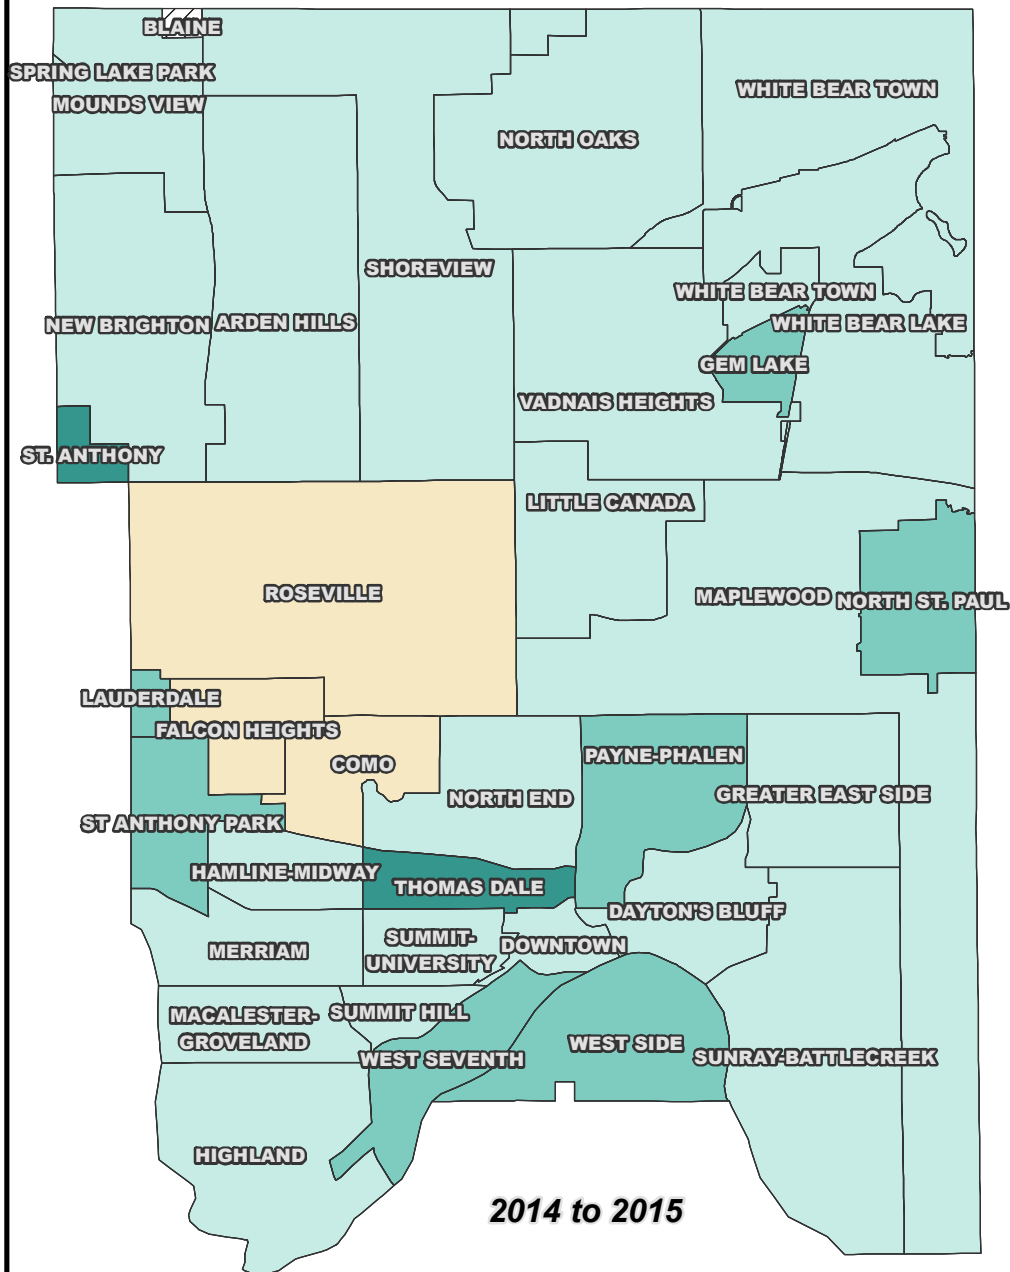 BLAINE
SPRING LAKE PARK
WHITE BEAR TOWN
MOUNDS VIEW
NORTH OAKS
SHOREVIEW
WHITE BEAR TOWN
NEW BRIGHTON
ARDEN HILLS
WHITE BEAR LAKE
GEM LAKE
VADNAIS HEIGHTS
ST. ANTHONY
LITTLE CANADA
ROSEVILLE
MAPLEWOOD
NORTH ST. PAUL
LAUDERDALE
FALCON HEIGHTS
PAYNE-PHALEN
COMO
GREATER EAST SIDE
NORTH END
ST ANTHONY PARK
HAMLINE-MIDWAY
THOMAS DALE
DAYTON'S BLUFF
MERRIAM
SUMMIT-
UNIVERSITY
DOWNTOWN
MACALESTER-
GROVELAND
SUMMIT HILL
WEST SEVENTH
WEST SIDE
SUNRAY-BATTLECREEK
HIGHLAND
2014 to 2015